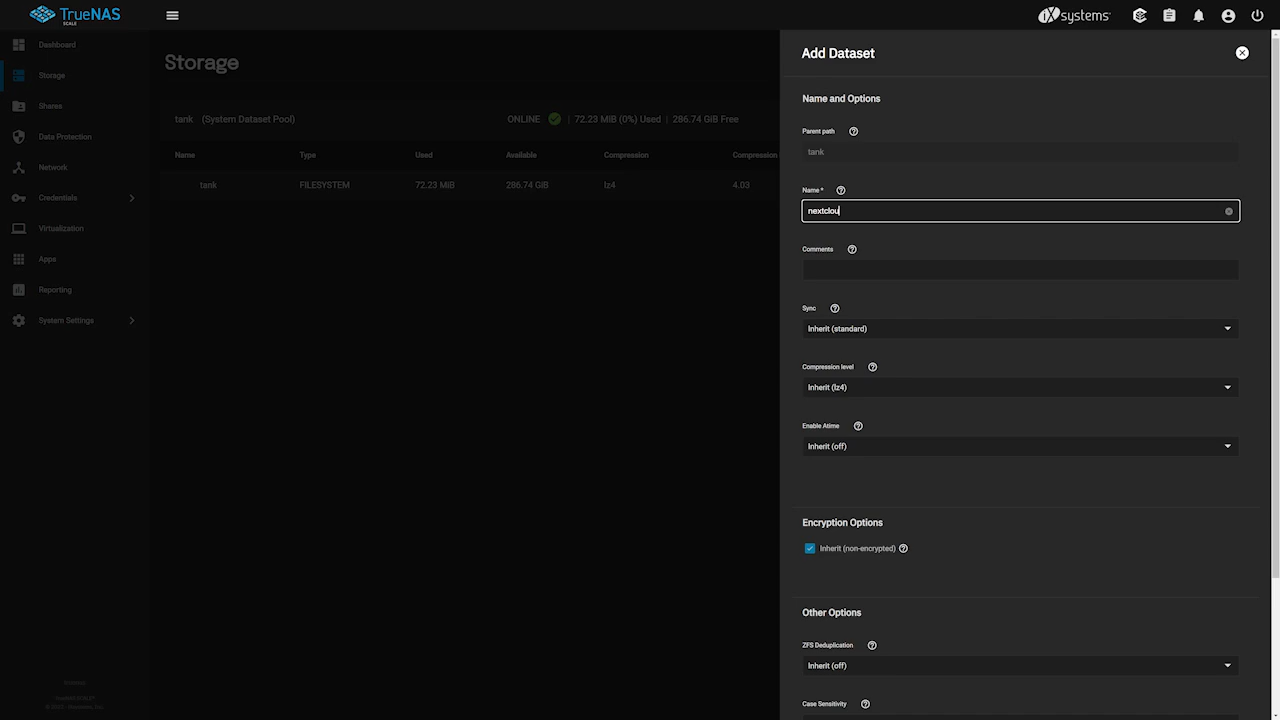 TrueNAS
SCALE
iXsystems
Dashboard
Storage
Shares
Data Protection
Network
Credentials
Virtualization
Apps
Reporting
System Settings
Storage
tank (System Dataset Pool) ONLINE | 72.23 MiB (0%) Used | 286.74 GiB Free
Name Type Used Available Compression Compression
tank FILESYSTEM 72.23 MiB 286.74 GiB lz4 4.03
Add Dataset
Name and Options
Parent path
tank
Name *
nextclou
Comments
Sync
Inherit (standard)
Compression level
Inherit (lz4)
Enable Atime
Inherit (off)
Encryption Options
Inherit (non-encrypted)
Other Options
ZFS Deduplication
Inherit (off)
Case Sensitivity